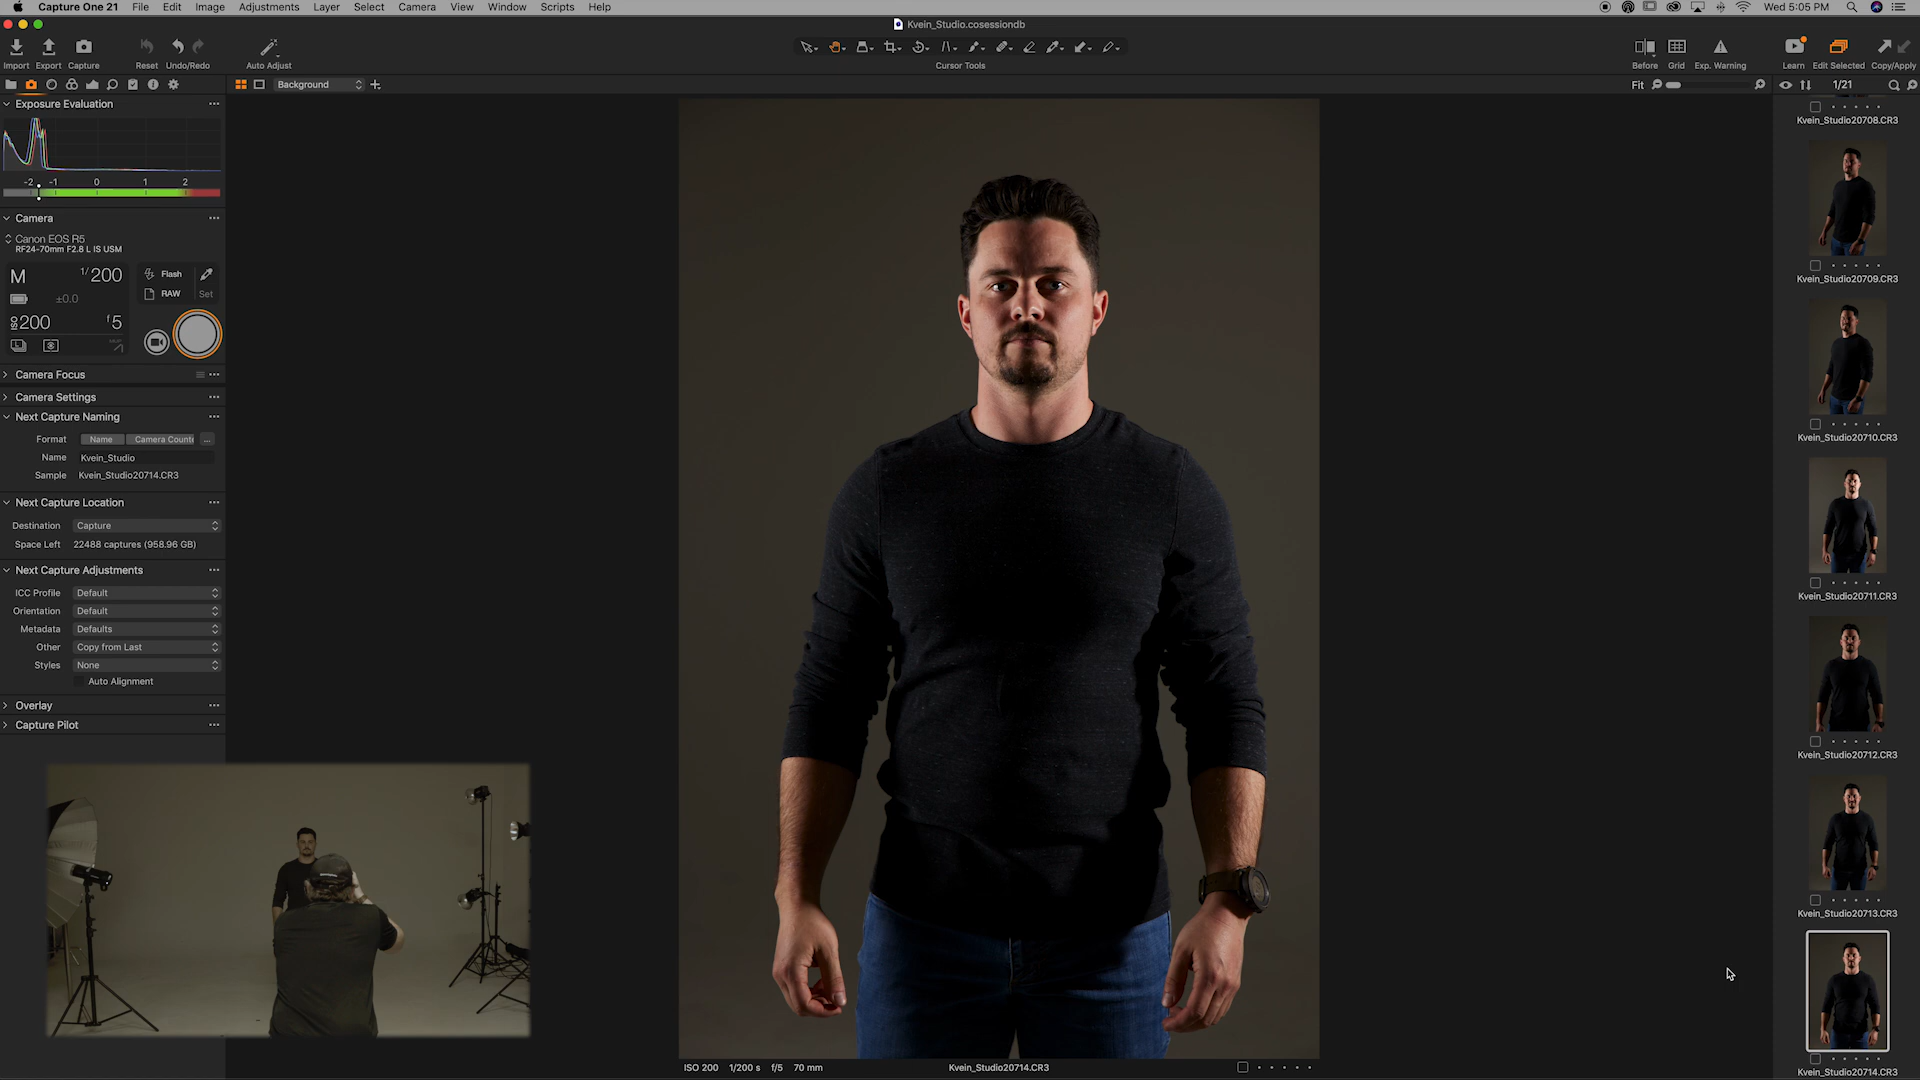 Capture One 21 File Edit Image Adjustments Layer Select Camera View Window Scripts Help Wed 5:05 PM
Kvein_Studio.cosessiondb
Import Export Capture Reset Undo/Redo Auto Adjust Cursor Tools Before Grid Exp. Warning Learn Edit Selected Copy/Apply
Background Fit 1/21
Exposure Evaluation
-2 -1 0 1 2
Camera
Canon EOS R5
RF24-70mm F2.8 L IS USM
M 1/200 Flash
±0.0 RAW Set
ISO 200 f5
Camera Focus
Camera Settings
Next Capture Naming
Format Name Camera Counte ...
Name Kvein_Studio
Sample Kvein_Studio20714.CR3
Next Capture Location
Destination Capture
Space Left 22488 captures (958.96 GB)
Next Capture Adjustments
ICC Profile Default
Orientation Default
Metadata Defaults
Other Copy from Last
Styles None
Auto Alignment
Overlay
Capture Pilot
ISO 200 1/200 s f/5 70 mm Kvein_Studio20714.CR3
Kvein_Studio20708.CR3
Kvein_Studio20709.CR3
Kvein_Studio20710.CR3
Kvein_Studio20711.CR3
Kvein_Studio20712.CR3
Kvein_Studio20713.CR3
Kvein_Studio20714.CR3